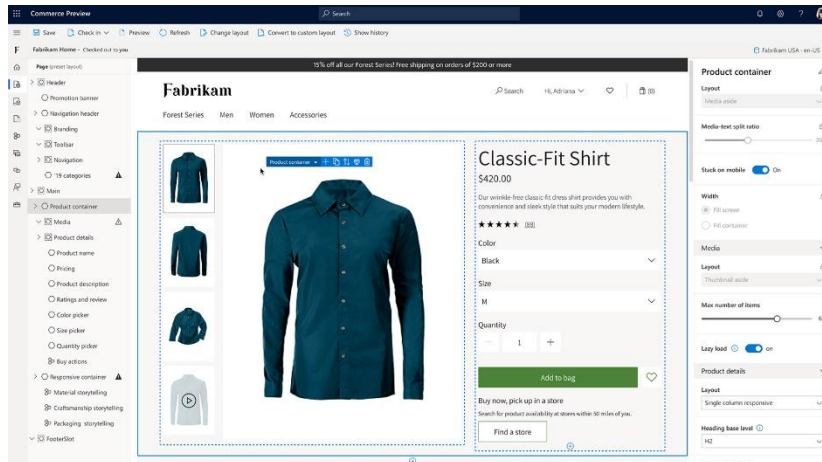 Commerce Preview
Search
?
Save
Check in
Preview
Refresh
Change layout
Convert to custom layout
Show history
Fabrikam Home - Checked out to you
Fabrikam USA - en-US
Page (preset layout)
Header
Promotion banner
Navigation header
Branding
Toolbar
Navigation
'19 categories
Main
Product container
Media
Product details
Product name
Pricing
Product description
Ratings and review
Color picker
Size picker
Quantity picker
Buy actions
Responsive container
Material storytelling
Craftsmanship storytelling
Packaging storytelling
FooterSlot
15% off all our Forest Series! Free shipping on orders of $200 or more
Fabrikam
Search
Hi, Adriana
(0)
Forest Series Men Women Accessories
Product container
Classic-Fit Shirt
$420.00
Our wrinkle-free classic fit dress shirt provides you with
convenience and sleek style that suits your modern lifestyle.
Color
Black
Size
M
Quantity
1
Add to bag
Buy now, pick up in a store
Search for product availability at stores within 50 miles of you.
Find a store
Product container
Layout
Media aside
Media-text split ratio
Stack on mobile On
Width
Fill screen
Fill container
Media
Layout
Thumbnail aside
Max number of items
6
Lazy load on
Product details
Layout
Single column responsive
Heading base level
H2